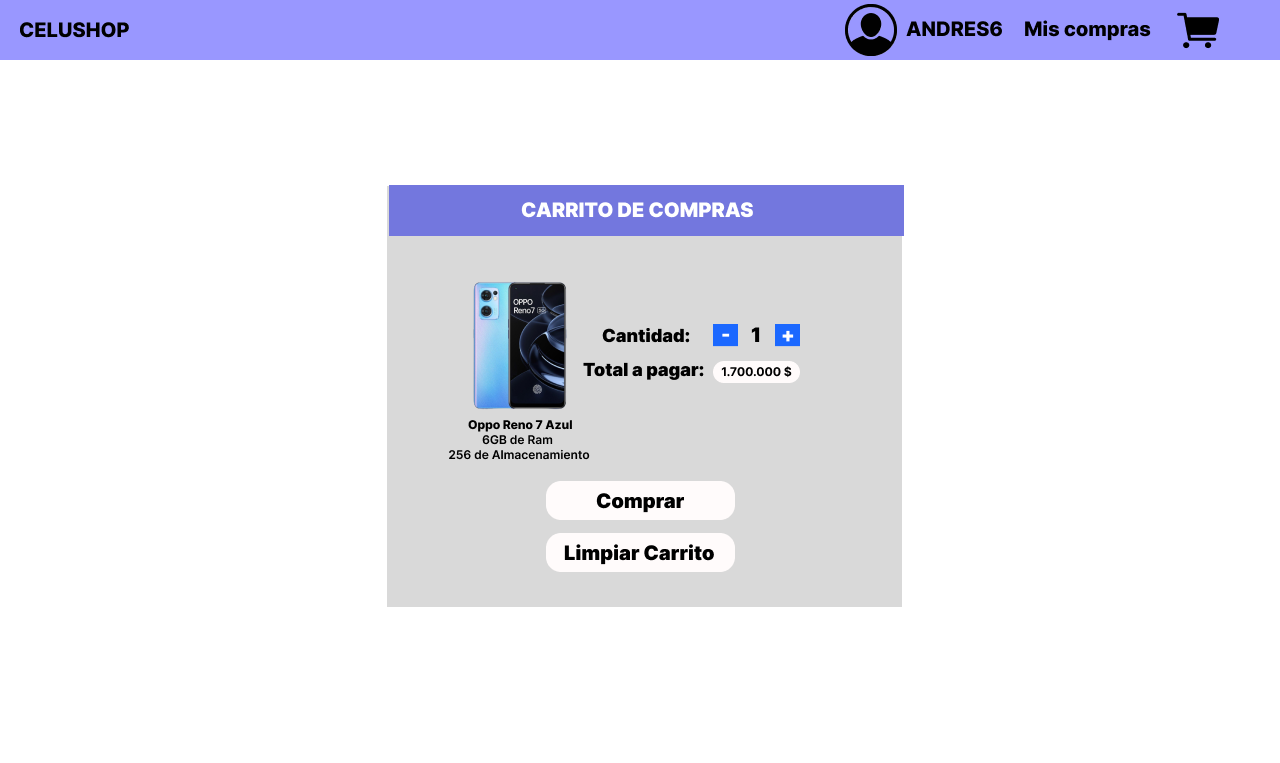 CELUSHOP
ANDRES6
Mis compras
CARRITO DE COMPRAS
OPPO
Reno7 5G
Cantidad:
-
1
+
Total a pagar:
1.700.000 $
Oppo Reno 7 Azul
6GB de Ram
256 de Almacenamiento
Comprar
Limpiar Carrito